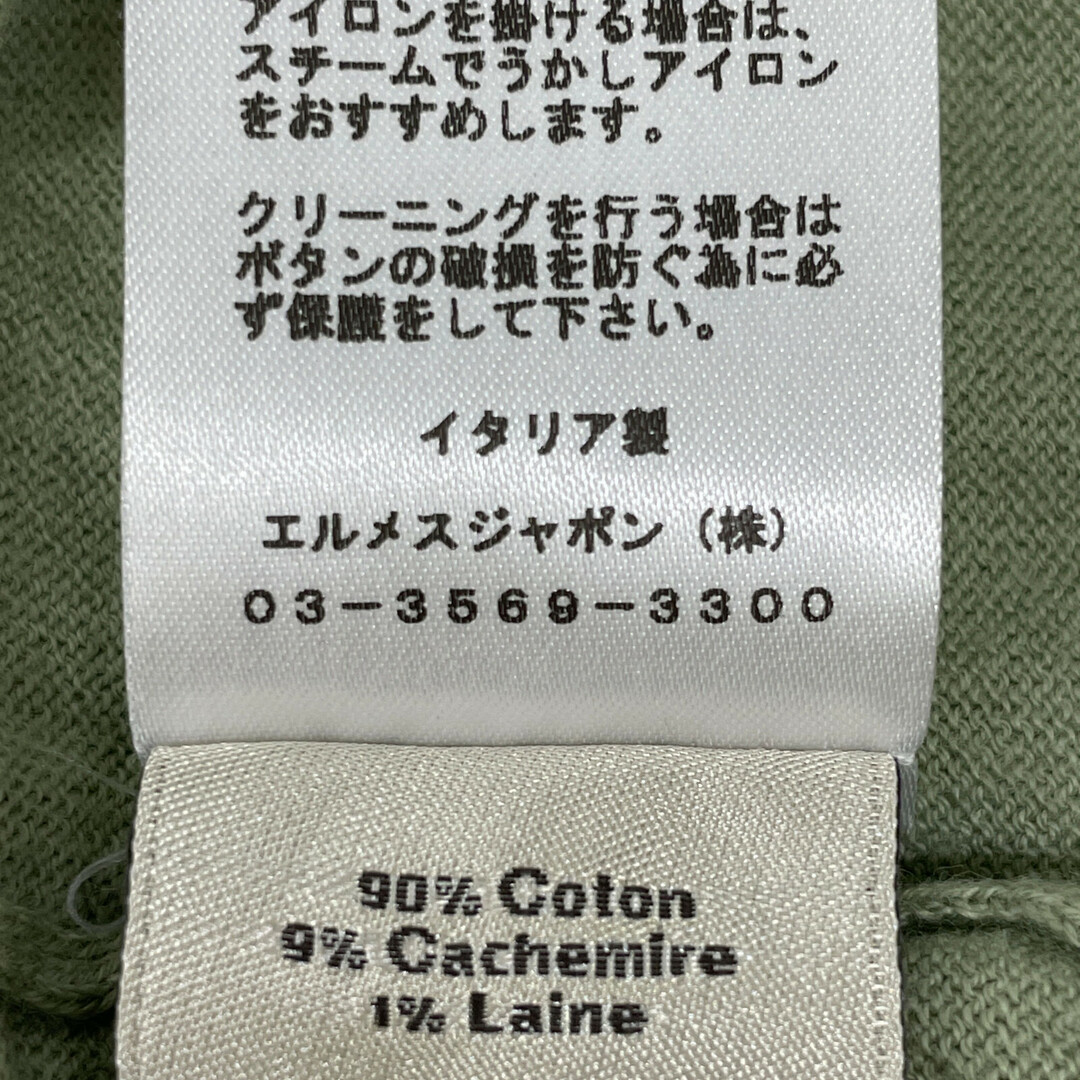 アイロンを掛ける場合は、
スチームでうかしアイロン
をおすすめします。
クリーニングを行う場合は
ボタンの破損を防ぐ為に必
ず保護をして下さい。
イタリア製
エルメスジャポン（株）
０３－３５６９－３３００
90% Coton
9% Cachemire
1% Laine